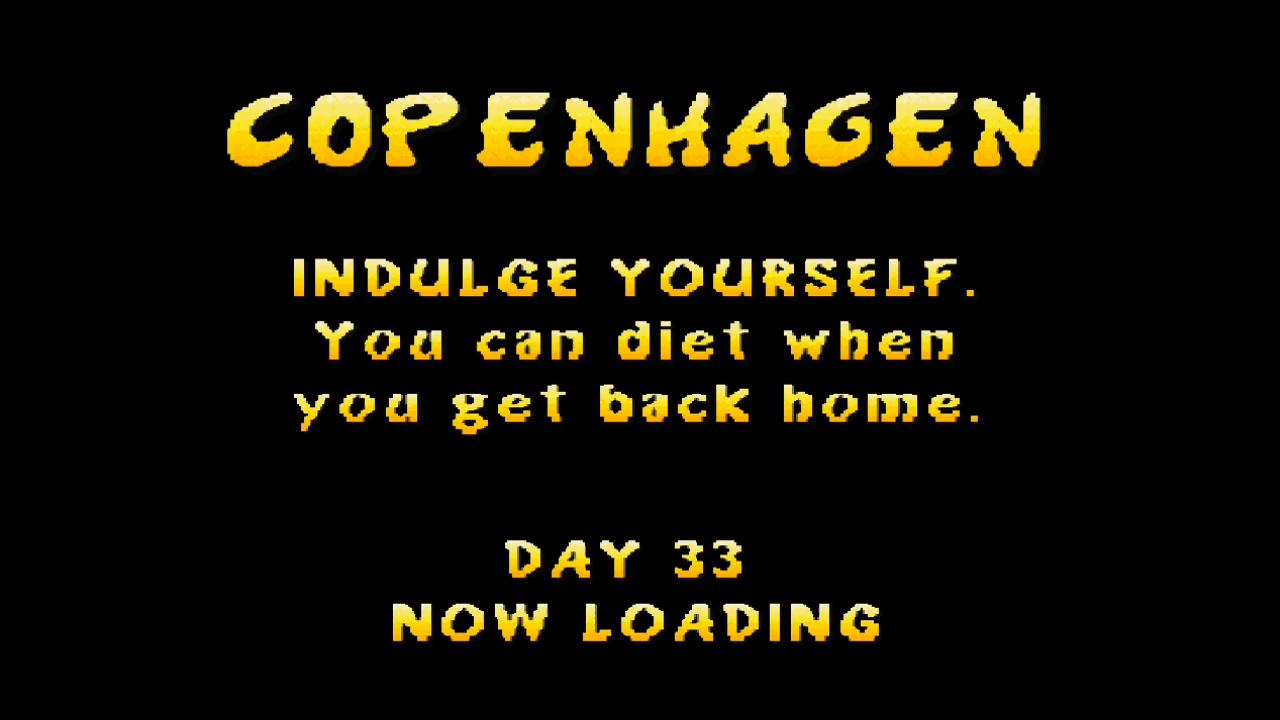 COPENHAGEN
INDULGE YOURSELF.
You can diet when
you get back home.
DAY 33
NOW LOADING